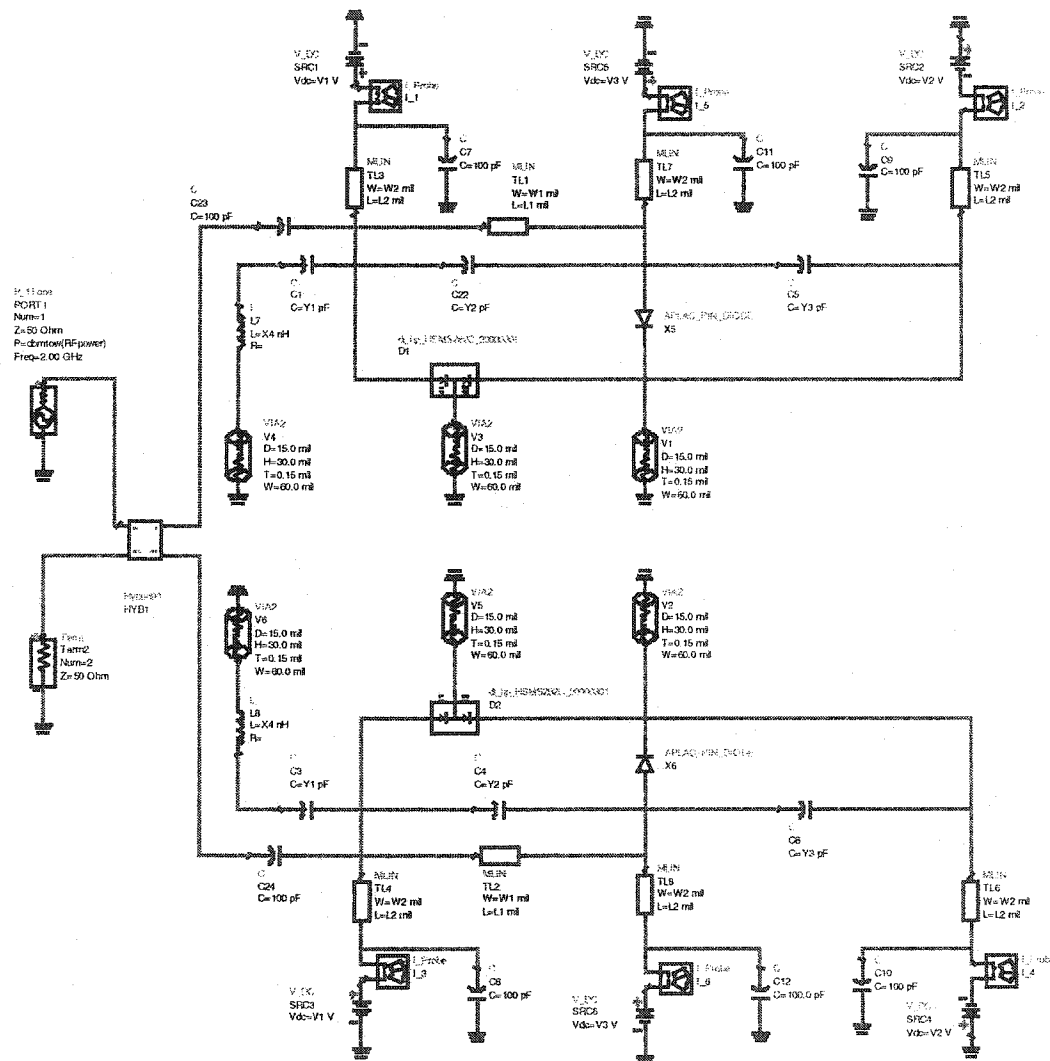 V_DC
SRC1
Vdc=V1 V
I_Probe
I_1
V_DC
SRC5
Vdc=V3 V
I_Probe
I_5
V_DC
SRC2
Vdc=V2 V
I_Probe
I_2
C
C7
C=100 pF
MLIN
TL3
W=W2 mil
L=L2 mil
MLIN
TL1
W=W1 mil
L=L1 mil
MLIN
TL7
W=W2 mil
L=L2 mil
C
C11
C=100 pF
C
C9
C=100 pF
MLIN
TL5
W=W2 mil
L=L2 mil
C
C23
C=100 pF
C
C1
C=Y1 pF
C
C22
C=Y2 pF
C
C5
C=Y3 pF
PORT1
Num=1
Z=50 Ohm
P=dbmtow(RFpower)
Freq=2.00 GHz
L
L7
L=X4 nH
R=
D1
APLAC_PIN_DIODE
X5
VIA2
V4
D=15.0 mil
H=30.0 mil
T=0.15 mil
W=60.0 mil
VIA2
V3
D=15.0 mil
H=30.0 mil
T=0.15 mil
W=60.0 mil
VIA2
V1
D=15.0 mil
H=30.0 mil
T=0.15 mil
W=60.0 mil
HYB1
Term
Term2
Num=2
Z=50 Ohm
VIA2
V6
D=15.0 mil
H=30.0 mil
T=0.15 mil
W=60.0 mil
VIA2
V5
D=15.0 mil
H=30.0 mil
T=0.15 mil
W=60.0 mil
VIA2
V2
D=15.0 mil
H=30.0 mil
T=0.15 mil
W=60.0 mil
L
L8
L=X4 nH
R=
D2
APLAC_PIN_DIODE
X6
C
C3
C=Y1 pF
C
C4
C=Y2 pF
C
C6
C=Y3 pF
C
C24
C=100 pF
MLIN
TL4
W=W2 mil
L=L2 mil
MLIN
TL2
W=W1 mil
L=L1 mil
MLIN
W=W2 mil
L=L2 mil
MLIN
TL6
W=W2 mil
L=L2 mil
I_Probe
I_3
V_DC
SRC3
Vdc=V1 V
C
C=100 pF
V_DC
SRC6
Vdc=V3 V
I_Probe
I_6
C
C12
C=100.0 pF
C
C10
C=100 pF
V_DC
SRC4
Vdc=V2 V
I_Prob
I_4